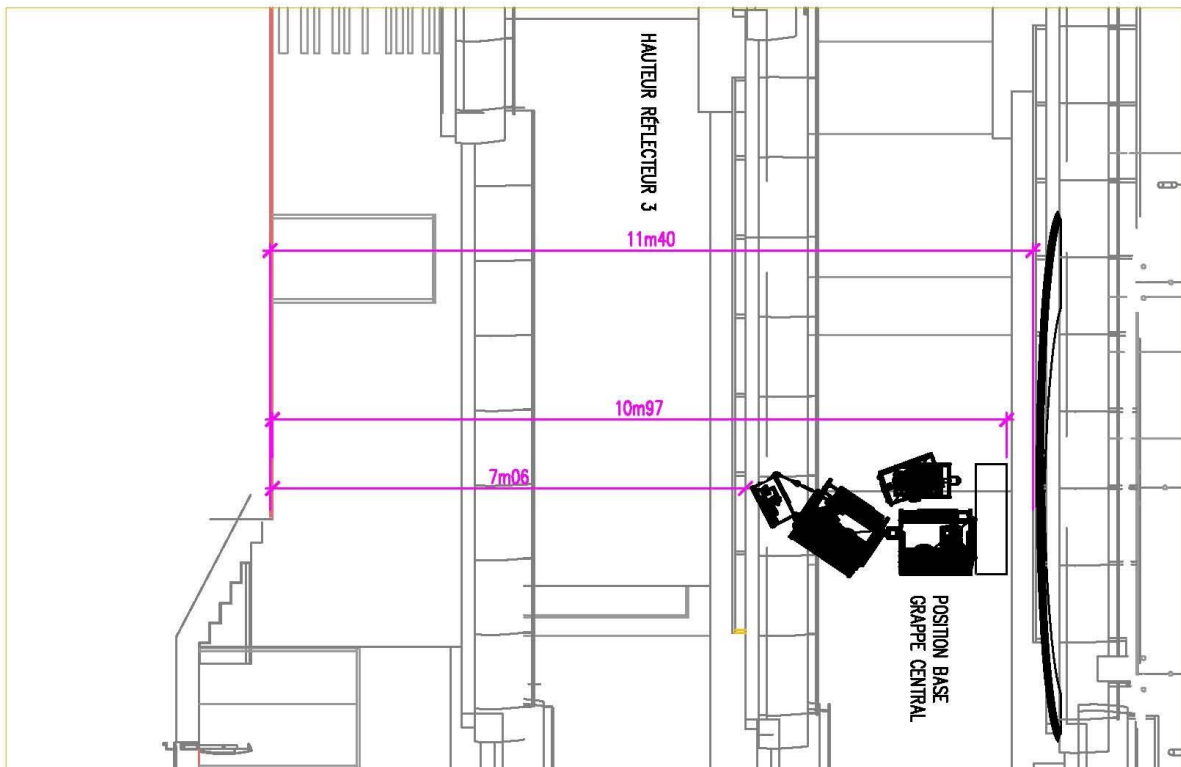 HAUTEUR RÉFLECTEUR 3
11m40
10m97
7m06
POSITION BASE
GRAPPE CENTRAL